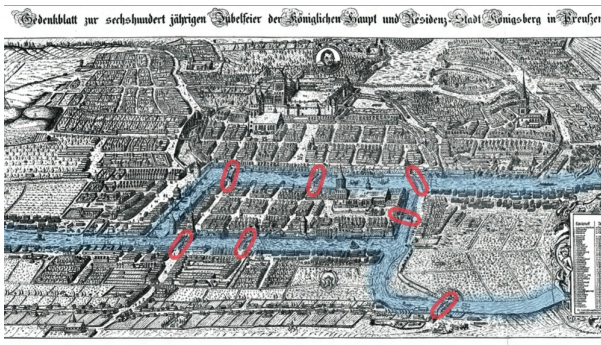 Gedenkblatt zur sechshundert jährigen Jubelfeier der Königlichen Haupt und Residenz-Stadt Königsberg in Preußen